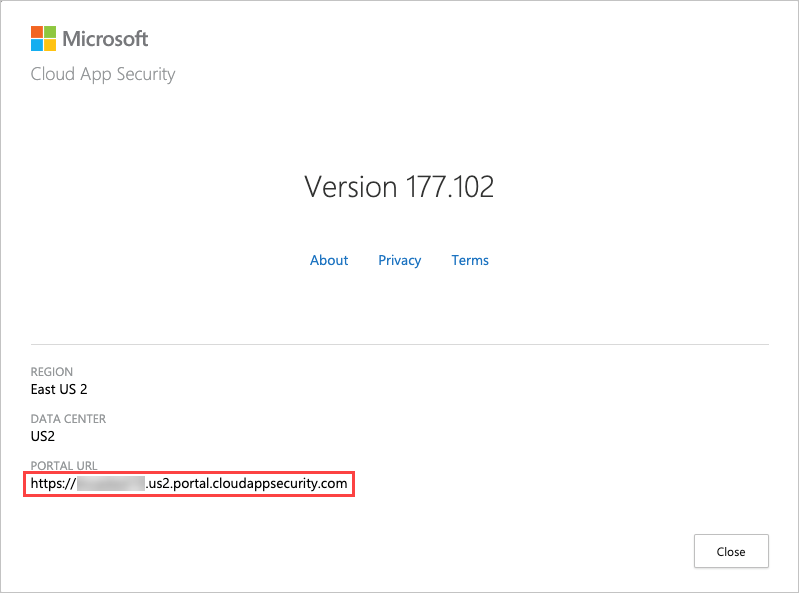 Microsoft
Cloud App Security
Version 177.102
About Privacy Terms
REGION
East US 2
DATA CENTER
US2
PORTAL URL
https:// .us2.portal.cloudappsecurity.com
Close